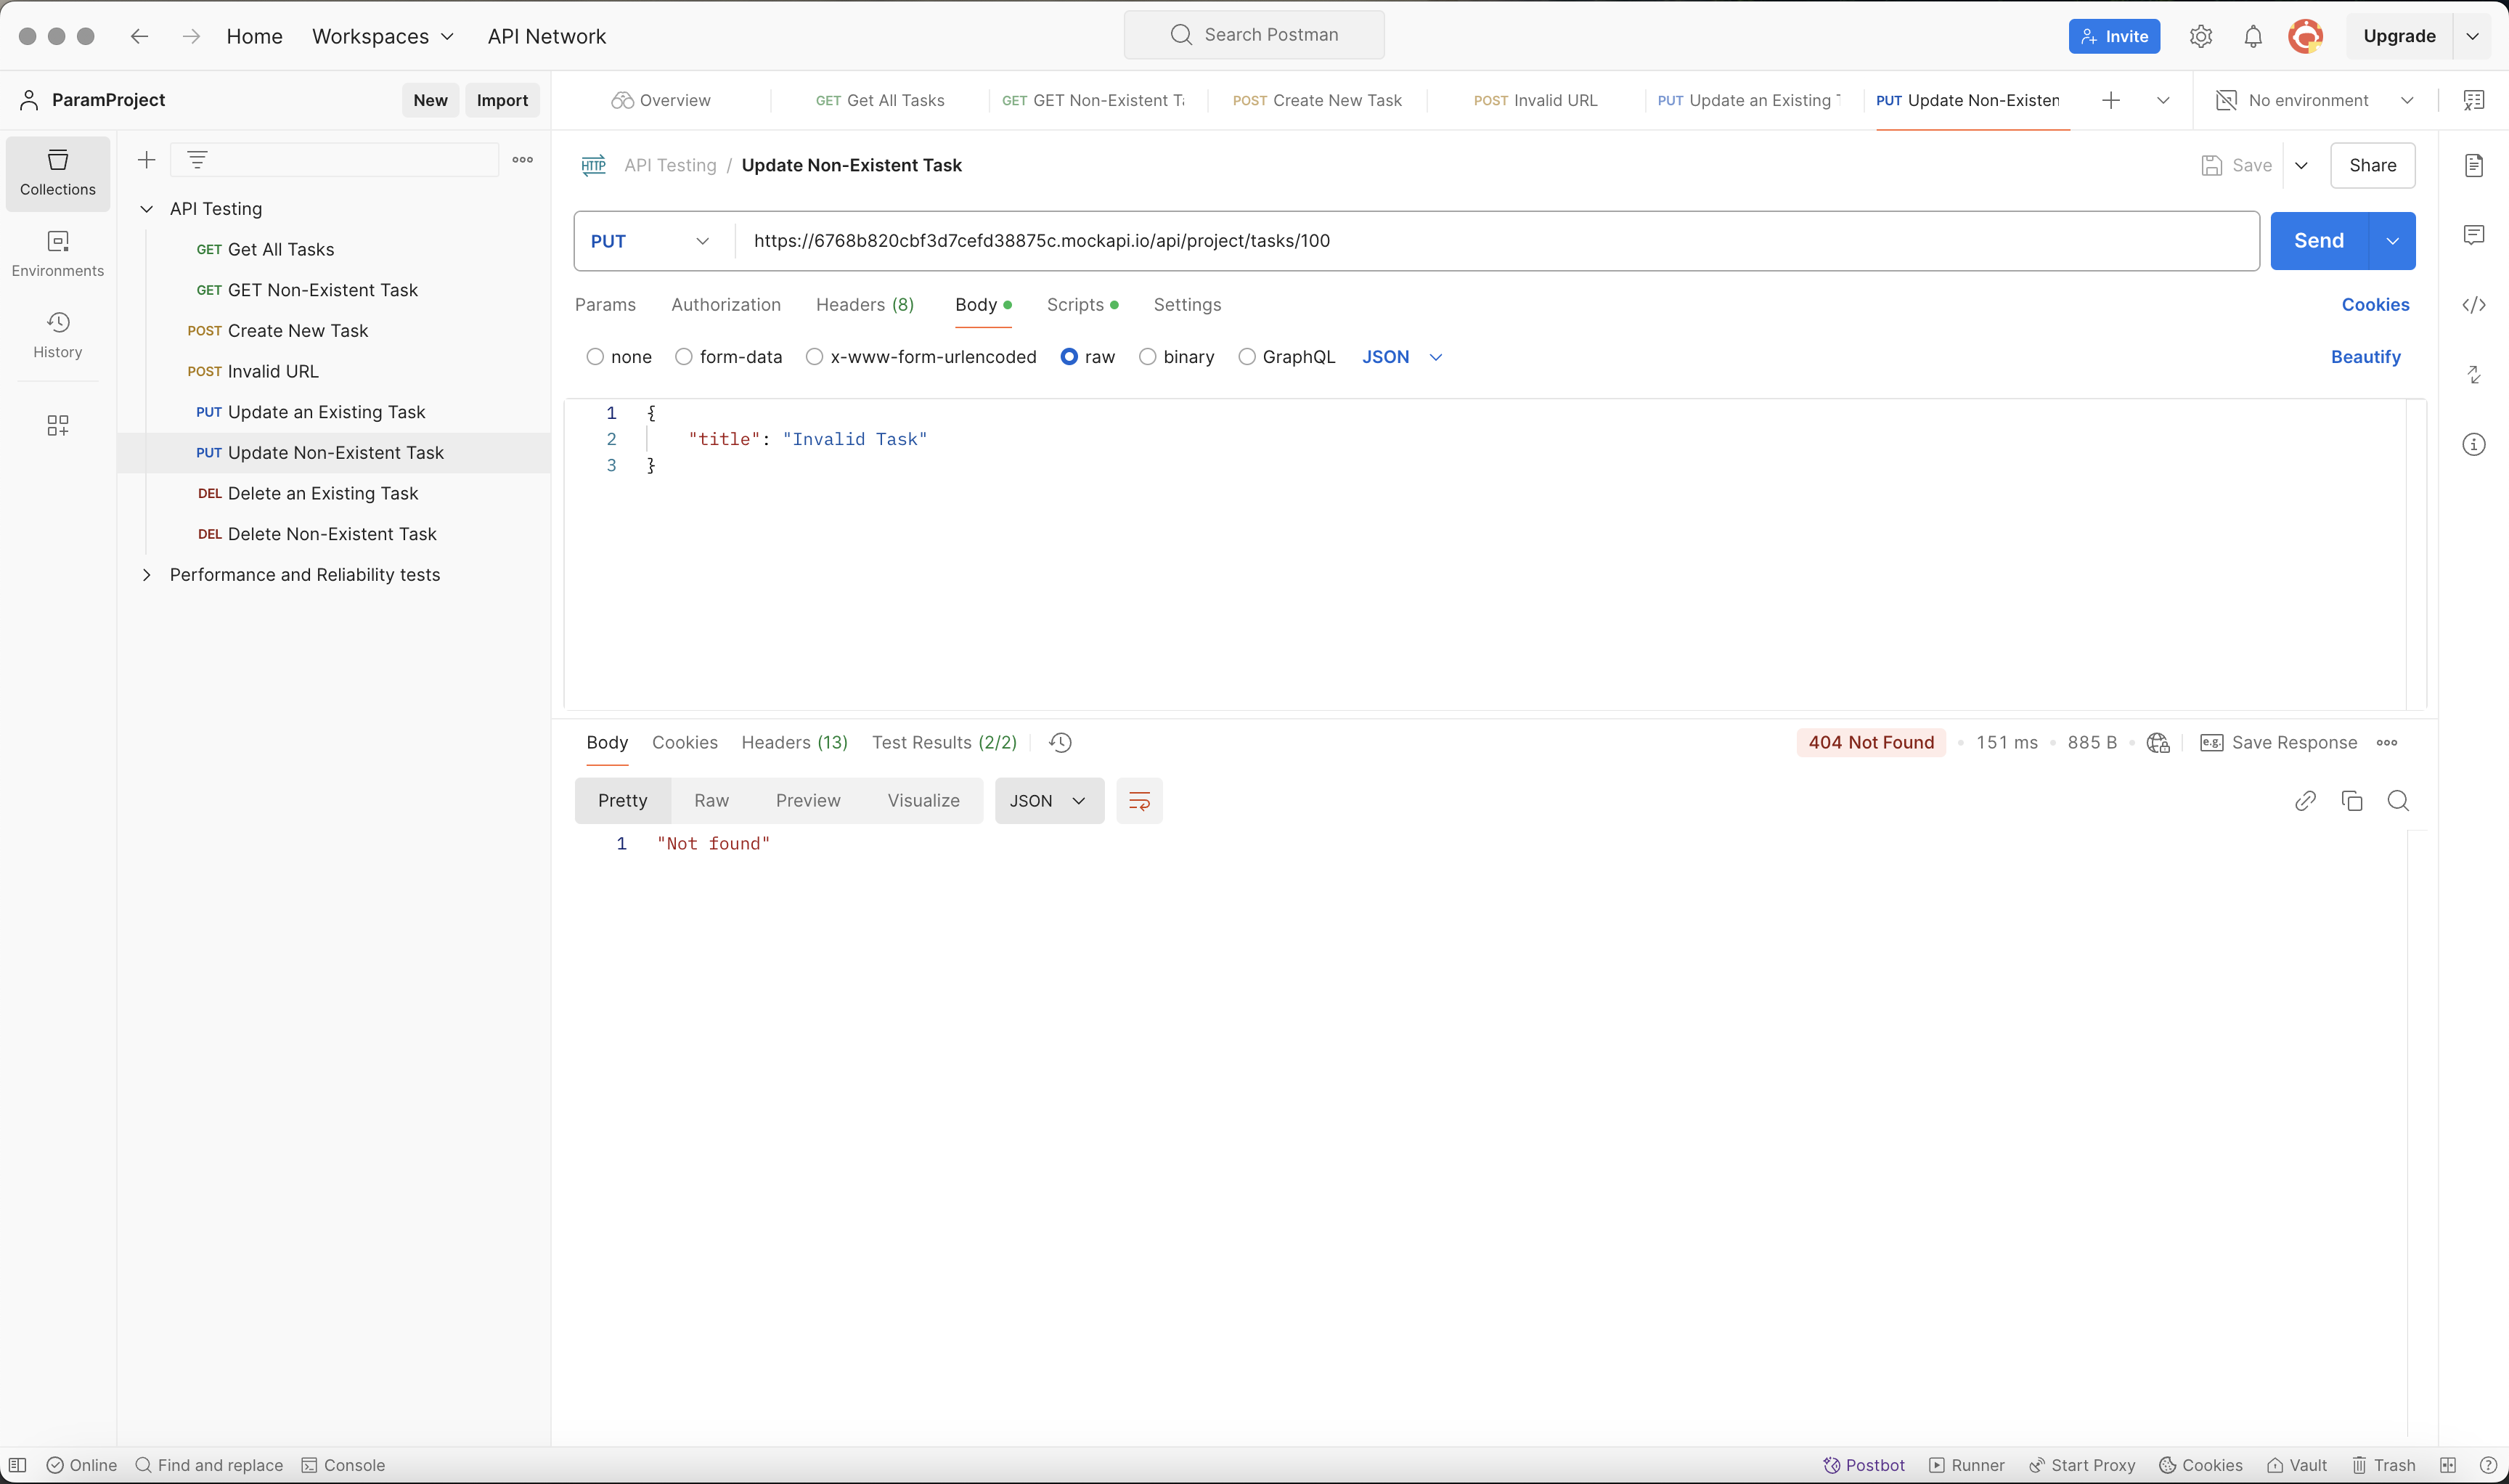 Home Workspaces API Network Search Postman Invite Upgrade
ParamProject New Import
Overview GET Get All Tasks GET GET Non-Existent Ta POST Create New Task POST Invalid URL PUT Update an Existing T PUT Update Non-Existen No environment
Collections
Environments
History
API Testing
GET Get All Tasks
GET GET Non-Existent Task
POST Create New Task
POST Invalid URL
PUT Update an Existing Task
PUT Update Non-Existent Task
DEL Delete an Existing Task
DEL Delete Non-Existent Task
Performance and Reliability tests
HTTP API Testing / Update Non-Existent Task Save Share
PUT https://6768b820cbf3d7cefd38875c.mockapi.io/api/project/tasks/100 Send
Params Authorization Headers (8) Body Scripts Settings Cookies
none form-data x-www-form-urlencoded raw binary GraphQL JSON Beautify
1 {
2 "title": "Invalid Task"
3 }
Body Cookies Headers (13) Test Results (2/2) 404 Not Found 151 ms 885 B e.g. Save Response
Pretty Raw Preview Visualize JSON
1 "Not found"
Online Find and replace Console Postbot Runner Start Proxy Cookies Vault Trash